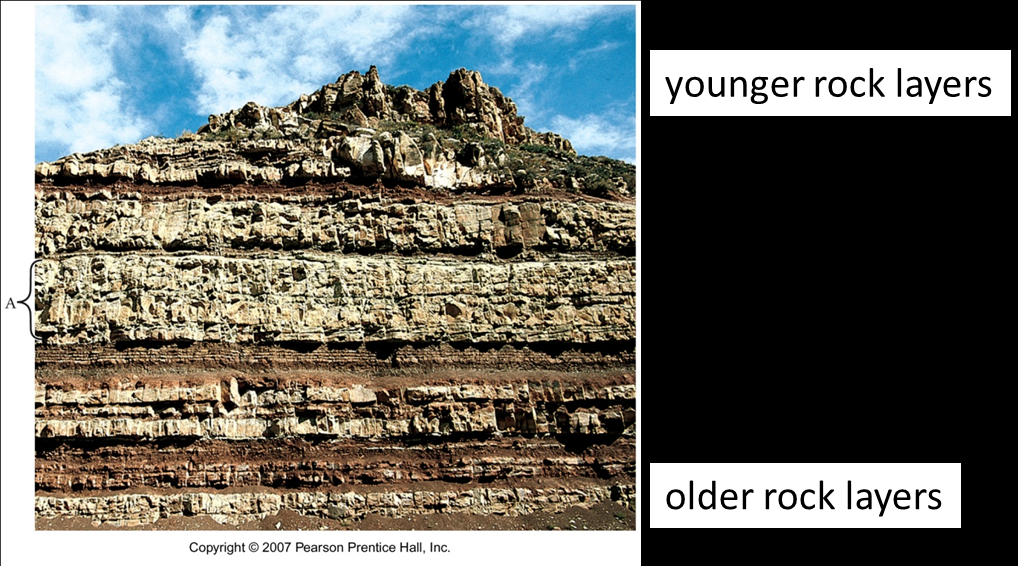 younger rock layers
A
older rock layers
Copyright © 2007 Pearson Prentice Hall, Inc.